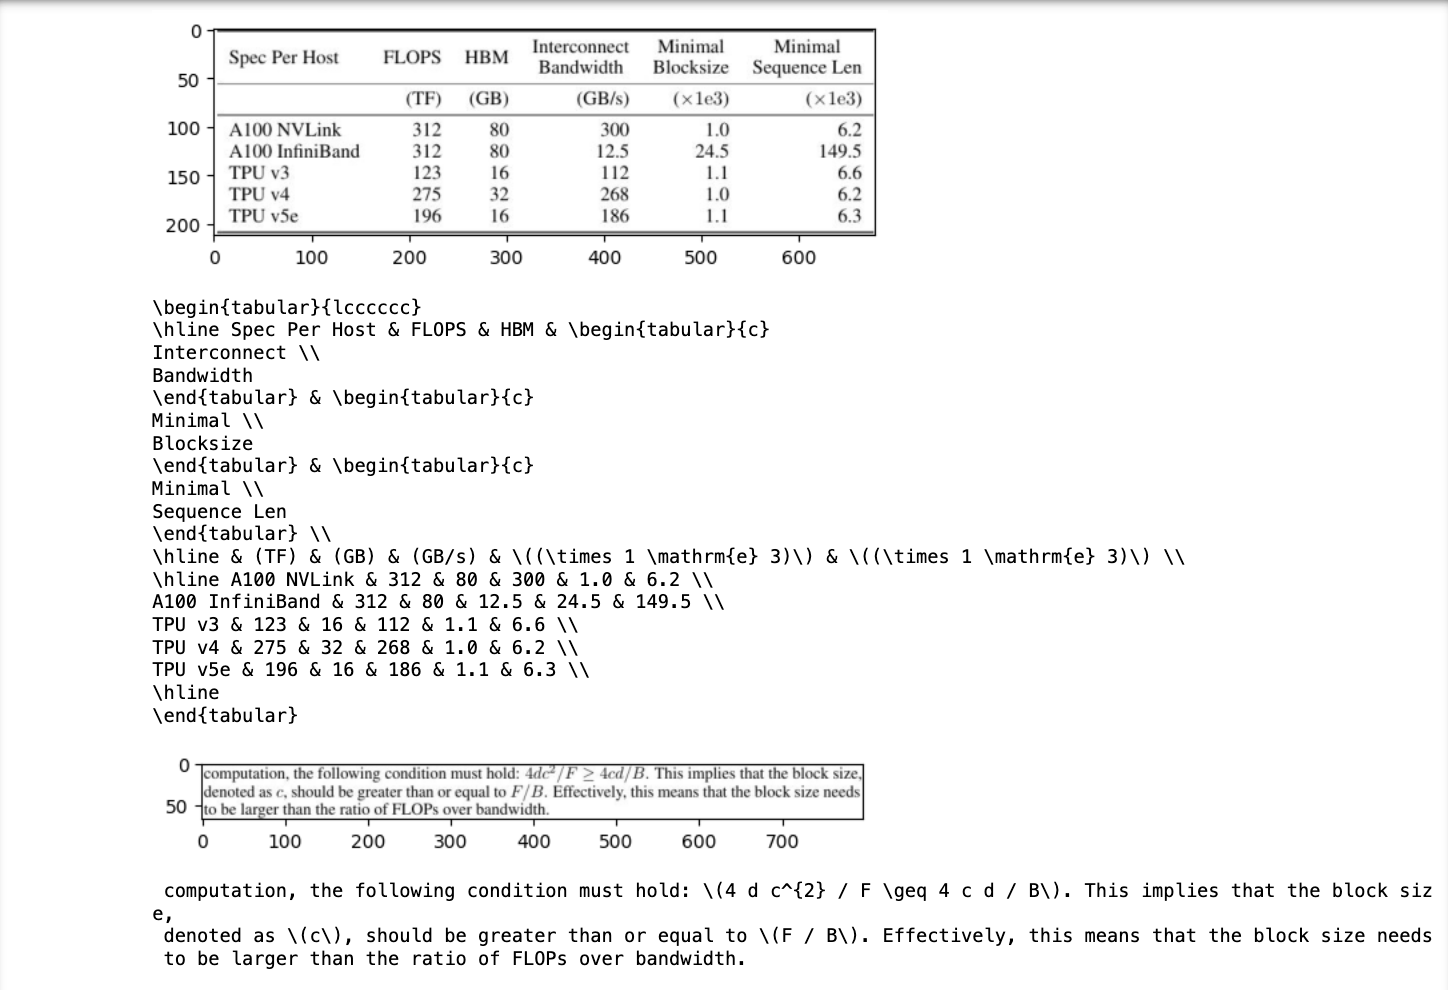 0
Spec Per Host FLOPS HBM Interconnect Bandwidth Minimal Blocksize Minimal Sequence Len
50
(TF) (GB) (GB/s) (×1e3) (×1e3)
100 A100 NVLink 312 80 300 1.0 6.2
A100 InfiniBand 312 80 12.5 24.5 149.5
150 TPU v3 123 16 112 1.1 6.6
TPU v4 275 32 268 1.0 6.2
200 TPU v5e 196 16 186 1.1 6.3
0 100 200 300 400 500 600
\begin{tabular}{lcccccc}
\hline Spec Per Host & FLOPS & HBM & \begin{tabular}{c}
Interconnect \\
Bandwidth
\end{tabular} & \begin{tabular}{c}
Minimal \\
Blocksize
\end{tabular} & \begin{tabular}{c}
Minimal \\
Sequence Len
\end{tabular} \\
\hline & (TF) & (GB) & (GB/s) & \((\times 1 \mathrm{e} 3)\) & \((\times 1 \mathrm{e} 3)\) \\
\hline A100 NVLink & 312 & 80 & 300 & 1.0 & 6.2 \\
A100 InfiniBand & 312 & 80 & 12.5 & 24.5 & 149.5 \\
TPU v3 & 123 & 16 & 112 & 1.1 & 6.6 \\
TPU v4 & 275 & 32 & 268 & 1.0 & 6.2 \\
TPU v5e & 196 & 16 & 186 & 1.1 & 6.3 \\
\hline
\end{tabular}
0 computation, the following condition must hold: 4dc²/F ≥ 4cd/B. This implies that the block size,
denoted as c, should be greater than or equal to F/B. Effectively, this means that the block size needs
50 to be larger than the ratio of FLOPs over bandwidth.
0 100 200 300 400 500 600 700
computation, the following condition must hold: \(4 d c^{2} / F \geq 4 c d / B\). This implies that the block siz
e,
denoted as \(c\), should be greater than or equal to \(F / B\). Effectively, this means that the block size needs
to be larger than the ratio of FLOPs over bandwidth.